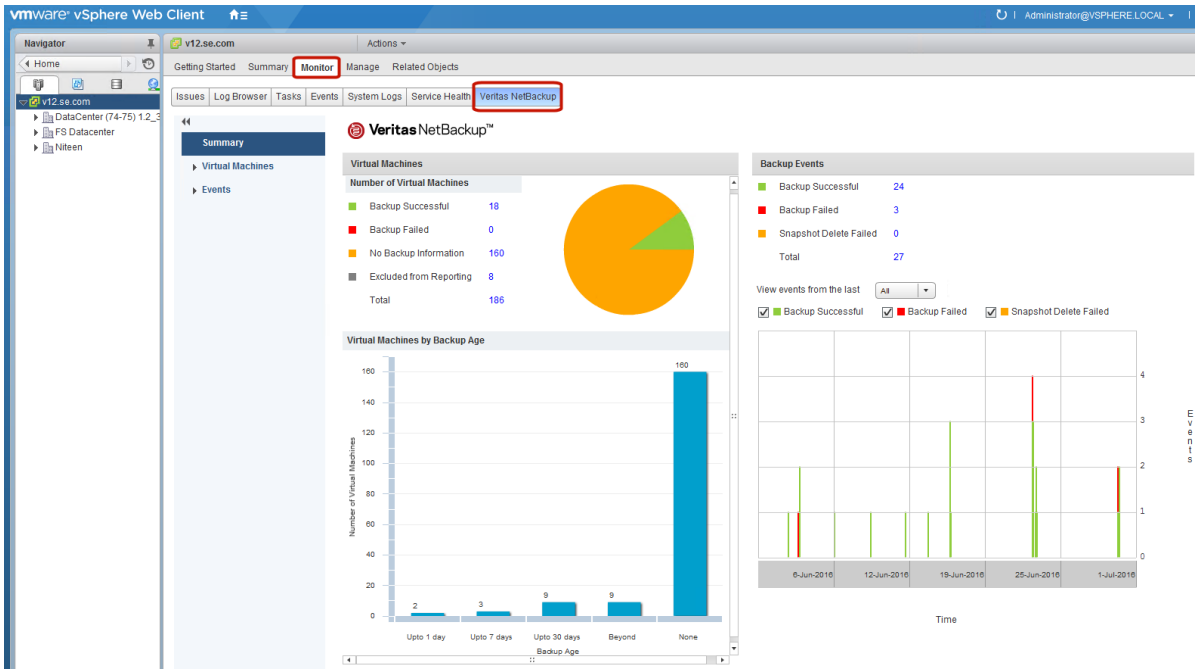 vmware® vSphere Web Client
Administrator@VSPHERE.LOCAL
Navigator
v12.se.com Actions
Home
Getting Started Summary Monitor Manage Related Objects
v12.se.com
DataCenter (74-75) 1.2_3
FS Datacenter
Niteen
Issues Log Browser Tasks Events System Logs Service Health Veritas NetBackup
Summary
Virtual Machines
Events
Veritas NetBackup™
Virtual Machines
Number of Virtual Machines
Backup Successful 18
Backup Failed 0
No Backup Information 160
Excluded from Reporting 8
Total 186
Virtual Machines by Backup Age
160
140
120
100
80
60
40
20
0
Number of Virtual Machines
2 3 9 9 160
Upto 1 day Upto 7 days Upto 30 days Beyond None
Backup Age
Backup Events
Backup Successful 24
Backup Failed 3
Snapshot Delete Failed 0
Total 27
View events from the last All
Backup Successful Backup Failed Snapshot Delete Failed
4
3
2
1
0
Events
6-Jun-2016 12-Jun-2016 19-Jun-2016 25-Jun-2016 1-Jul-2016
Time